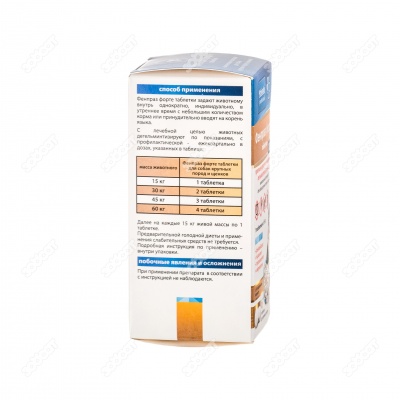 способ применения
Фенпраз форте таблетки задают животному
внутрь однократно, индивидуально, в
утреннее время с небольшим количеством
корма или принудительно вводят на корень
языка.
С лечебной целью животных
дегельминтизируют по показаниям, с
профилактической - ежеквартально в
дозах, указанных в таблице.
масса животного
Фенпраз форте таблетки
для собак крупных
пород и щенков
15 кг 1 таблетка
30 кг 2 таблетки
45 кг 3 таблетки
60 кг 4 таблетки
Далее на каждые 15 кг живой массы по 1
таблетке.
Предварительной голодной диеты и приме-
нения слабительных средств не требуется.
Подробная инструкция по применению -
внутри упаковки.
побочные явления и осложнения
При применении препарата в соответствии
с инструкцией не наблюдаются.